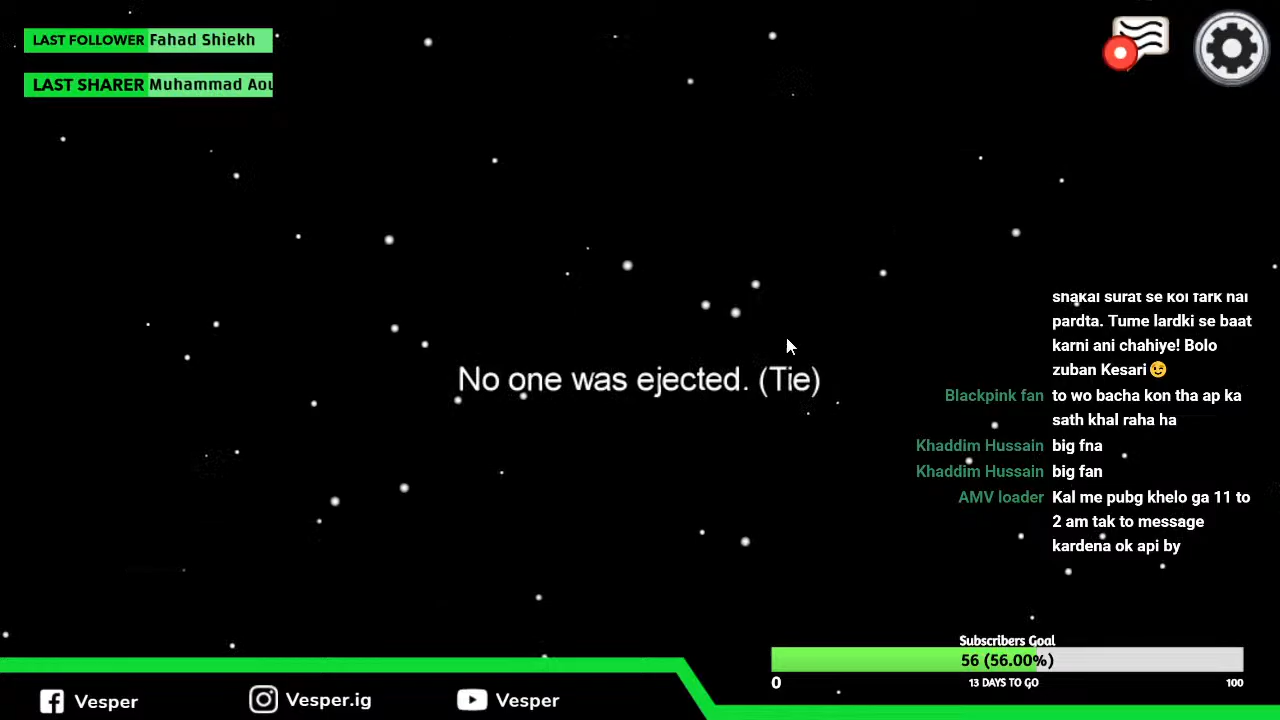 LAST FOLLOWER Fahad Shiekh
LAST SHARER Muhammad Aou
No one was ejected. (Tie)
shakal surat se koi fark nai
pardta. Tume lardki se baat
karni ani chahiye! Bolo
zuban Kesari😉
Blackpink fan to wo bacha kon tha ap ka
sath khal raha ha
Khaddim Hussain big fna
Khaddim Hussain big fan
AMV loader Kal me pubg khelo ga 11 to
2 am tak to message
kardena ok api by
Subscribers Goal
56 (56.00%)
0 13 DAYS TO GO 100
Vesper Vesper.ig Vesper